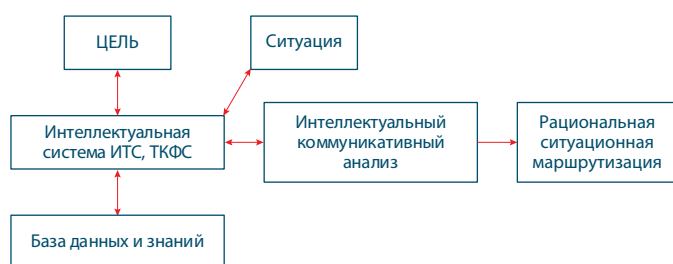 ЦЕЛЬ
Ситуация
Интеллектуальная
система ИТС, ТКФС
Интеллектуальный
коммуникативный
анализ
Рациональная
ситуационная
маршрутизация
База данных и знаний